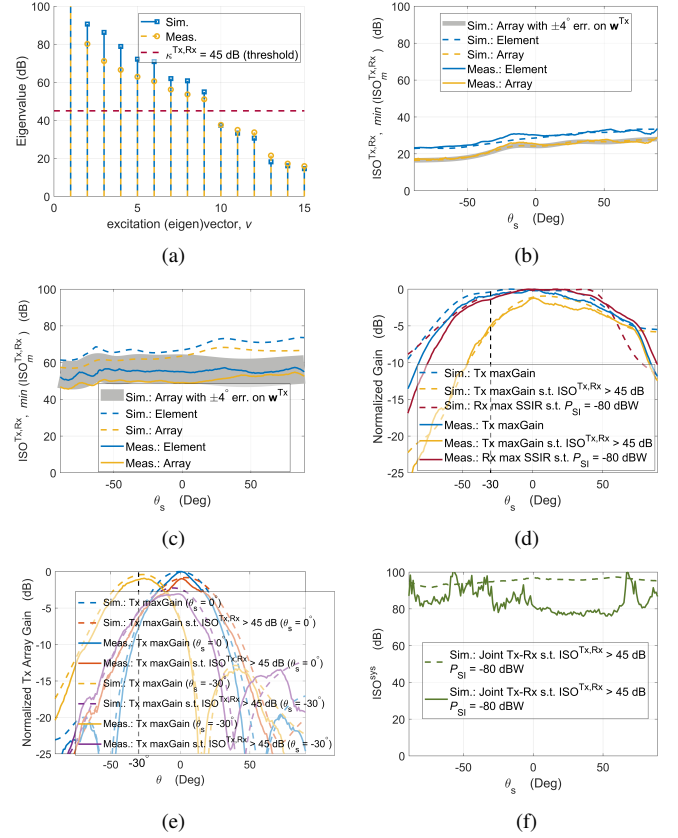 100
80
60
40
20
0
Eigenvalue (dB)
0
5
10
15
excitation (eigen)vector, v
Sim.
Meas.
κ^Tx,Rx = 45 dB (threshold)
(a)
100
80
60
40
20
0
ISO^Tx,Rx, min (ISO_m^Tx,Rx) (dB)
-50
0
50
θ_s (Deg)
Sim.: Array with ±4° err. on w^Tx
Sim.: Element
Sim.: Array
Meas.: Element
Meas.: Array
(b)
100
80
60
40
20
0
ISO^Tx,Rx, min (ISO_m^Tx,Rx) (dB)
-50
0
50
θ_s (Deg)
Sim.: Array with ±4° err. on w^Tx
Sim.: Element
Sim.: Array
Meas.: Element
Meas.: Array
(c)
0
-5
-10
-15
-20
-25
Normalized Gain (dB)
-50
-30
0
50
θ_s (Deg)
Sim.: Tx maxGain
Sim.: Tx maxGain s.t. ISO^Tx,Rx > 45 dB
Sim.: Rx max SSIR s.t. P_SI = -80 dBW
Meas.: Tx maxGain
Meas.: Tx maxGain s.t. ISO^Tx,Rx > 45 dB
Meas.: Rx max SSIR s.t. P_SI = -80 dBW
(d)
0
-5
-10
-15
-20
-25
Normalized Tx Array Gain (dB)
-50
-30°
0
50
θ (Deg)
Sim.: Tx maxGain (θ_s = 0°)
Sim.: Tx maxGain s.t. ISO^Tx,Rx > 45 dB (θ_s = 0°)
Meas.: Tx maxGain (θ_s = 0°)
Meas.: Tx maxGain s.t. ISO^Tx,Rx > 45 dB (θ_s = 0°)
Sim.: Tx maxGain (θ_s = -30°)
Sim.: Tx maxGain s.t. ISO^Tx,Rx > 45 dB (θ_s = -30°)
Meas.: Tx maxGain (θ_s = -30°)
Meas.: Tx maxGain s.t. ISO^Tx,Rx > 45 dB (θ_s = -30°)
(e)
100
80
60
40
20
0
ISO^sys (dB)
-50
0
50
θ_s (Deg)
Sim.: Joint Tx-Rx s.t. ISO^Tx,Rx > 45 dB
P_SI = -80 dBW
Sim.: Joint Tx-Rx s.t. ISO^Tx,Rx > 45 dB
P_SI = -80 dBW
(f)